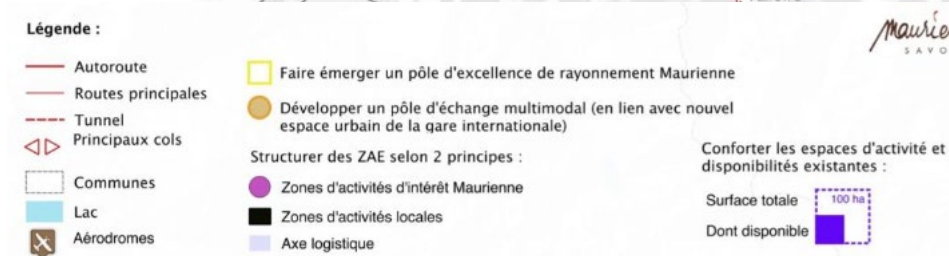 Légende :
Autoroute
Routes principales
Tunnel
Principaux cols
Communes
Lac
Aérodromes
Faire émerger un pôle d'excellence de rayonnement Maurienne
Développer un pôle d'échange multimodal (en lien avec nouvel
espace urbain de la gare internationale)
Structurer des ZAE selon 2 principes :
Zones d'activités d'intérêt Maurienne
Zones d'activités locales
Axe logistique
Conforter les espaces d'activité et
disponibilités existantes :
Surface totale
100 ha
Dont disponible